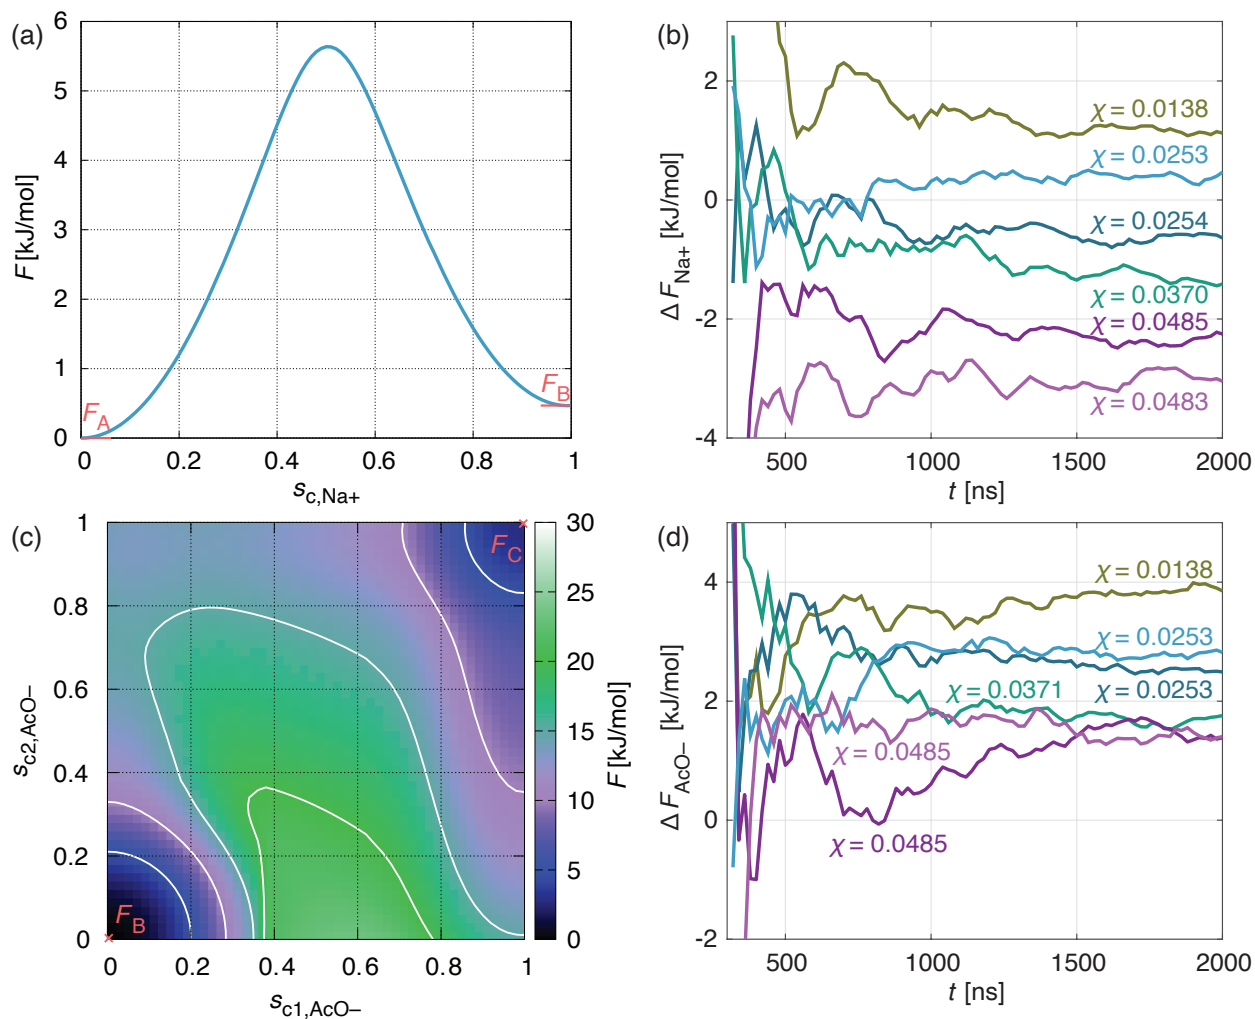 (a)
6
5
4
3
2
1
0
F [kJ/mol]
F_A
F_B
0 0.2 0.4 0.6 0.8 1
s_c,Na+
(b)
2
0
-2
-4
Δ F_Na+ [kJ/mol]
χ = 0.0138
χ = 0.0253
χ = 0.0254
χ = 0.0370
χ = 0.0485
χ = 0.0483
500 1000 1500 2000
t [ns]
(c)
1
0.8
0.6
0.4
0.2
0
s_c2,AcO–
F_C
F_B
0 0.2 0.4 0.6 0.8 1
s_c1,AcO–
30
25
20
15
10
5
0
F [kJ/mol]
(d)
4
2
0
-2
Δ F_AcO– [kJ/mol]
χ = 0.0138
χ = 0.0253
χ = 0.0371
χ = 0.0253
χ = 0.0485
χ = 0.0485
500 1000 1500 2000
t [ns]